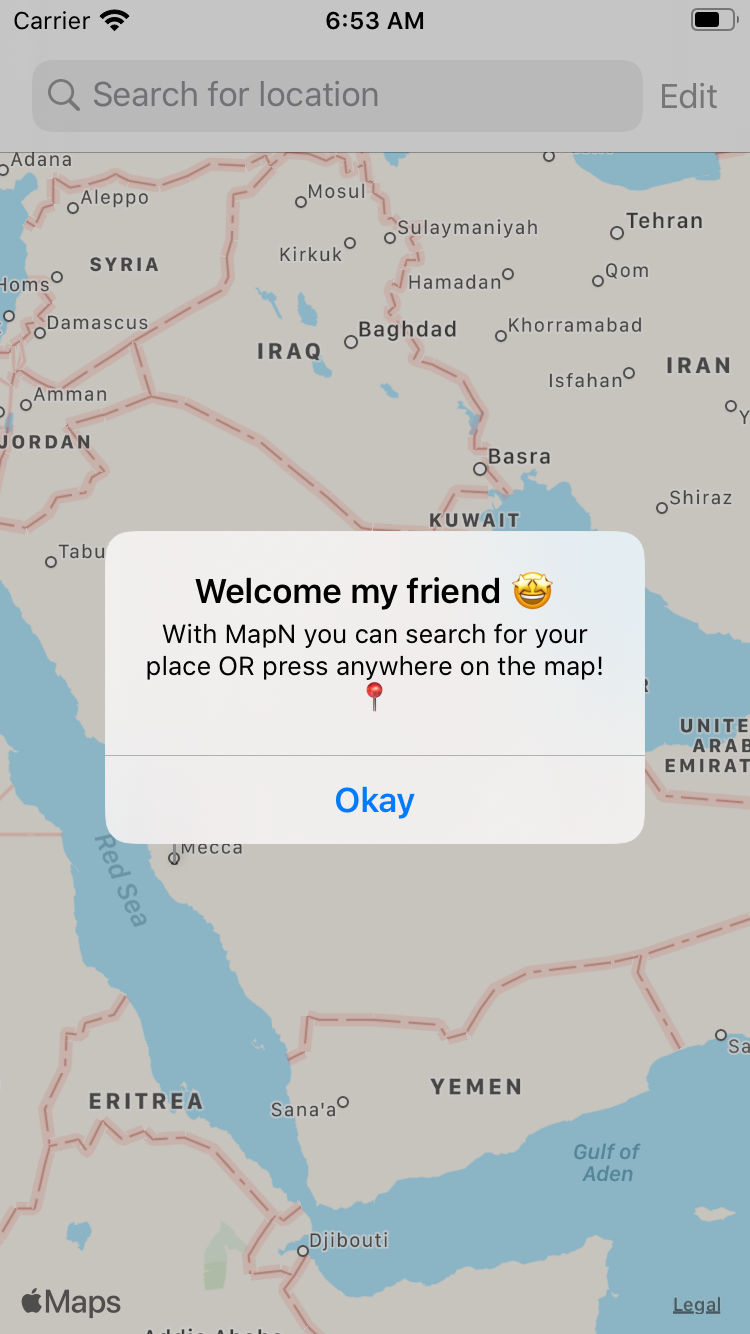 Carrier 6:53 AM
Search for location Edit
Adana
Aleppo
Mosul
Sulaymaniyah
Tehran
Kirkuk
SYRIA
Hamadan
Qom
Homs
Damascus
Baghdad
Khorramabad
IRAQ
Isfahan
IRAN
Amman
Y
JORDAN
Basra
Shiraz
KUWAIT
Tabu
Welcome my friend 🤩
With MapN you can search for your
place OR press anywhere on the map!
📍
Okay
UNITE
ARAB
EMIRAT
Mecca
Red Sea
Sa
YEMEN
ERITREA
Sana'a
Gulf of
Aden
Djibouti
Maps
Legal